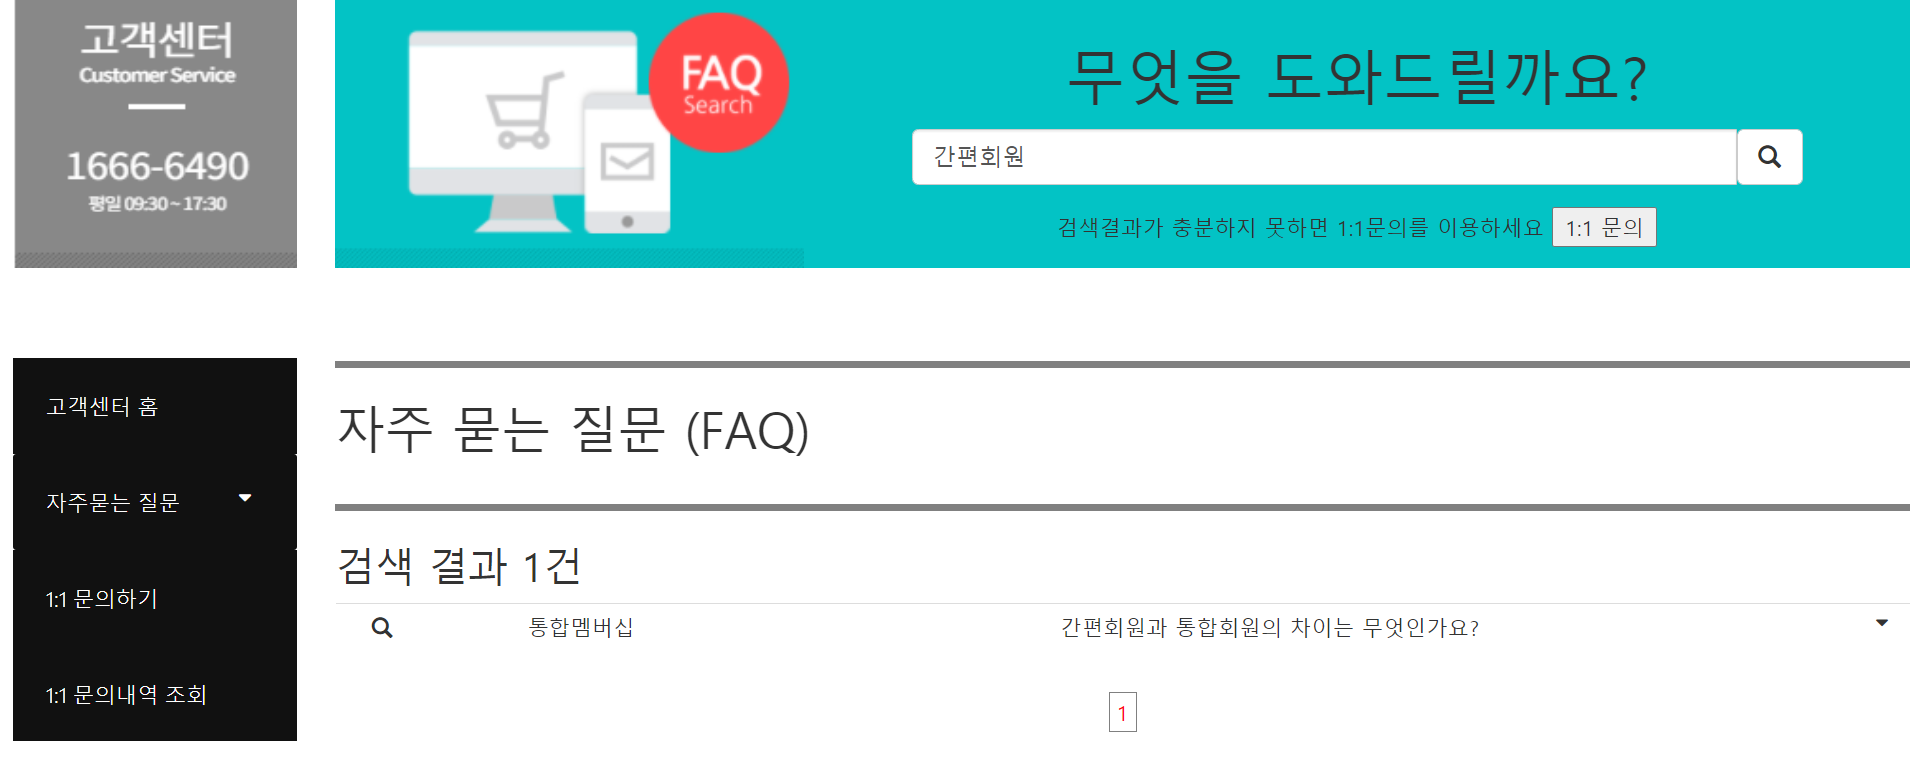 고객센터
Customer Service
1666-6490
평일 09:30 ~ 17:30
FAQ
Search
무엇을 도와드릴까요?
간편회원
검색결과가 충분하지 못하면 1:1문의를 이용하세요 1:1 문의
고객센터 홈
자주묻는 질문
1:1 문의하기
1:1 문의내역 조회
자주 묻는 질문 (FAQ)
검색 결과 1건
통합멤버십 간편회원과 통합회원의 차이는 무엇인가요?
1